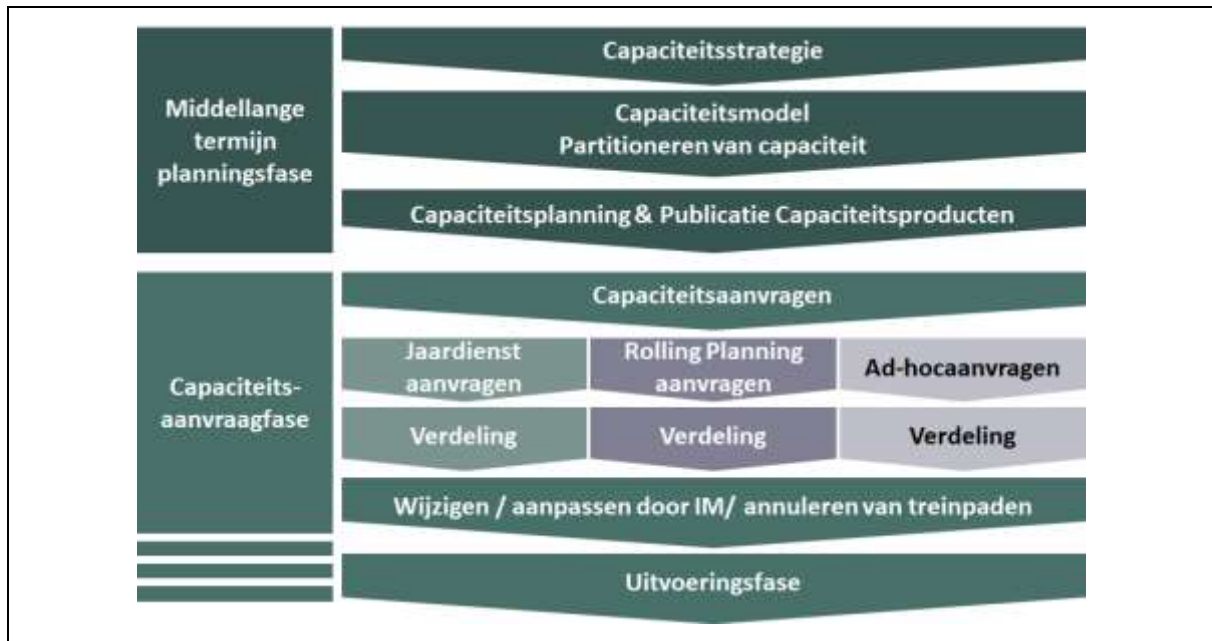 Middellange
termijn
planningsfase
Capaciteitsstrategie
Capaciteitsmodel
Partitioneren van capaciteit
Capaciteitsplanning & Publicatie Capaciteitsproducten
Capaciteits-
aanvraagfase
Capaciteitsaanvragen
Jaardienst
aanvragen
Rolling Planning
aanvragen
Ad-hocaanvragen
Verdeling
Verdeling
Verdeling
Wijzigen / aanpassen door IM/ annuleren van treinpaden
Uitvoeringsfase